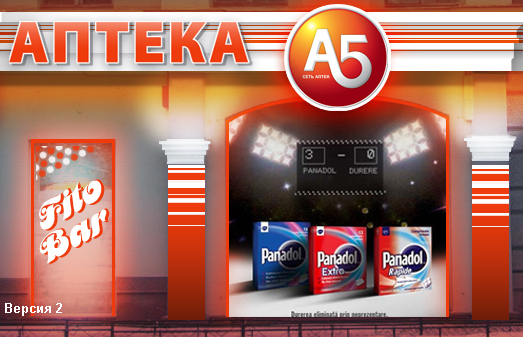 АПТЕКА
А5
СЕТЬ АПТЕК
3 - 0
PANADOL DURERE
Fito
Bar
Panadol
Panadol
Extra
Panadol
Rapide
Версия 2
Durerea eliminată prin neprezentare.